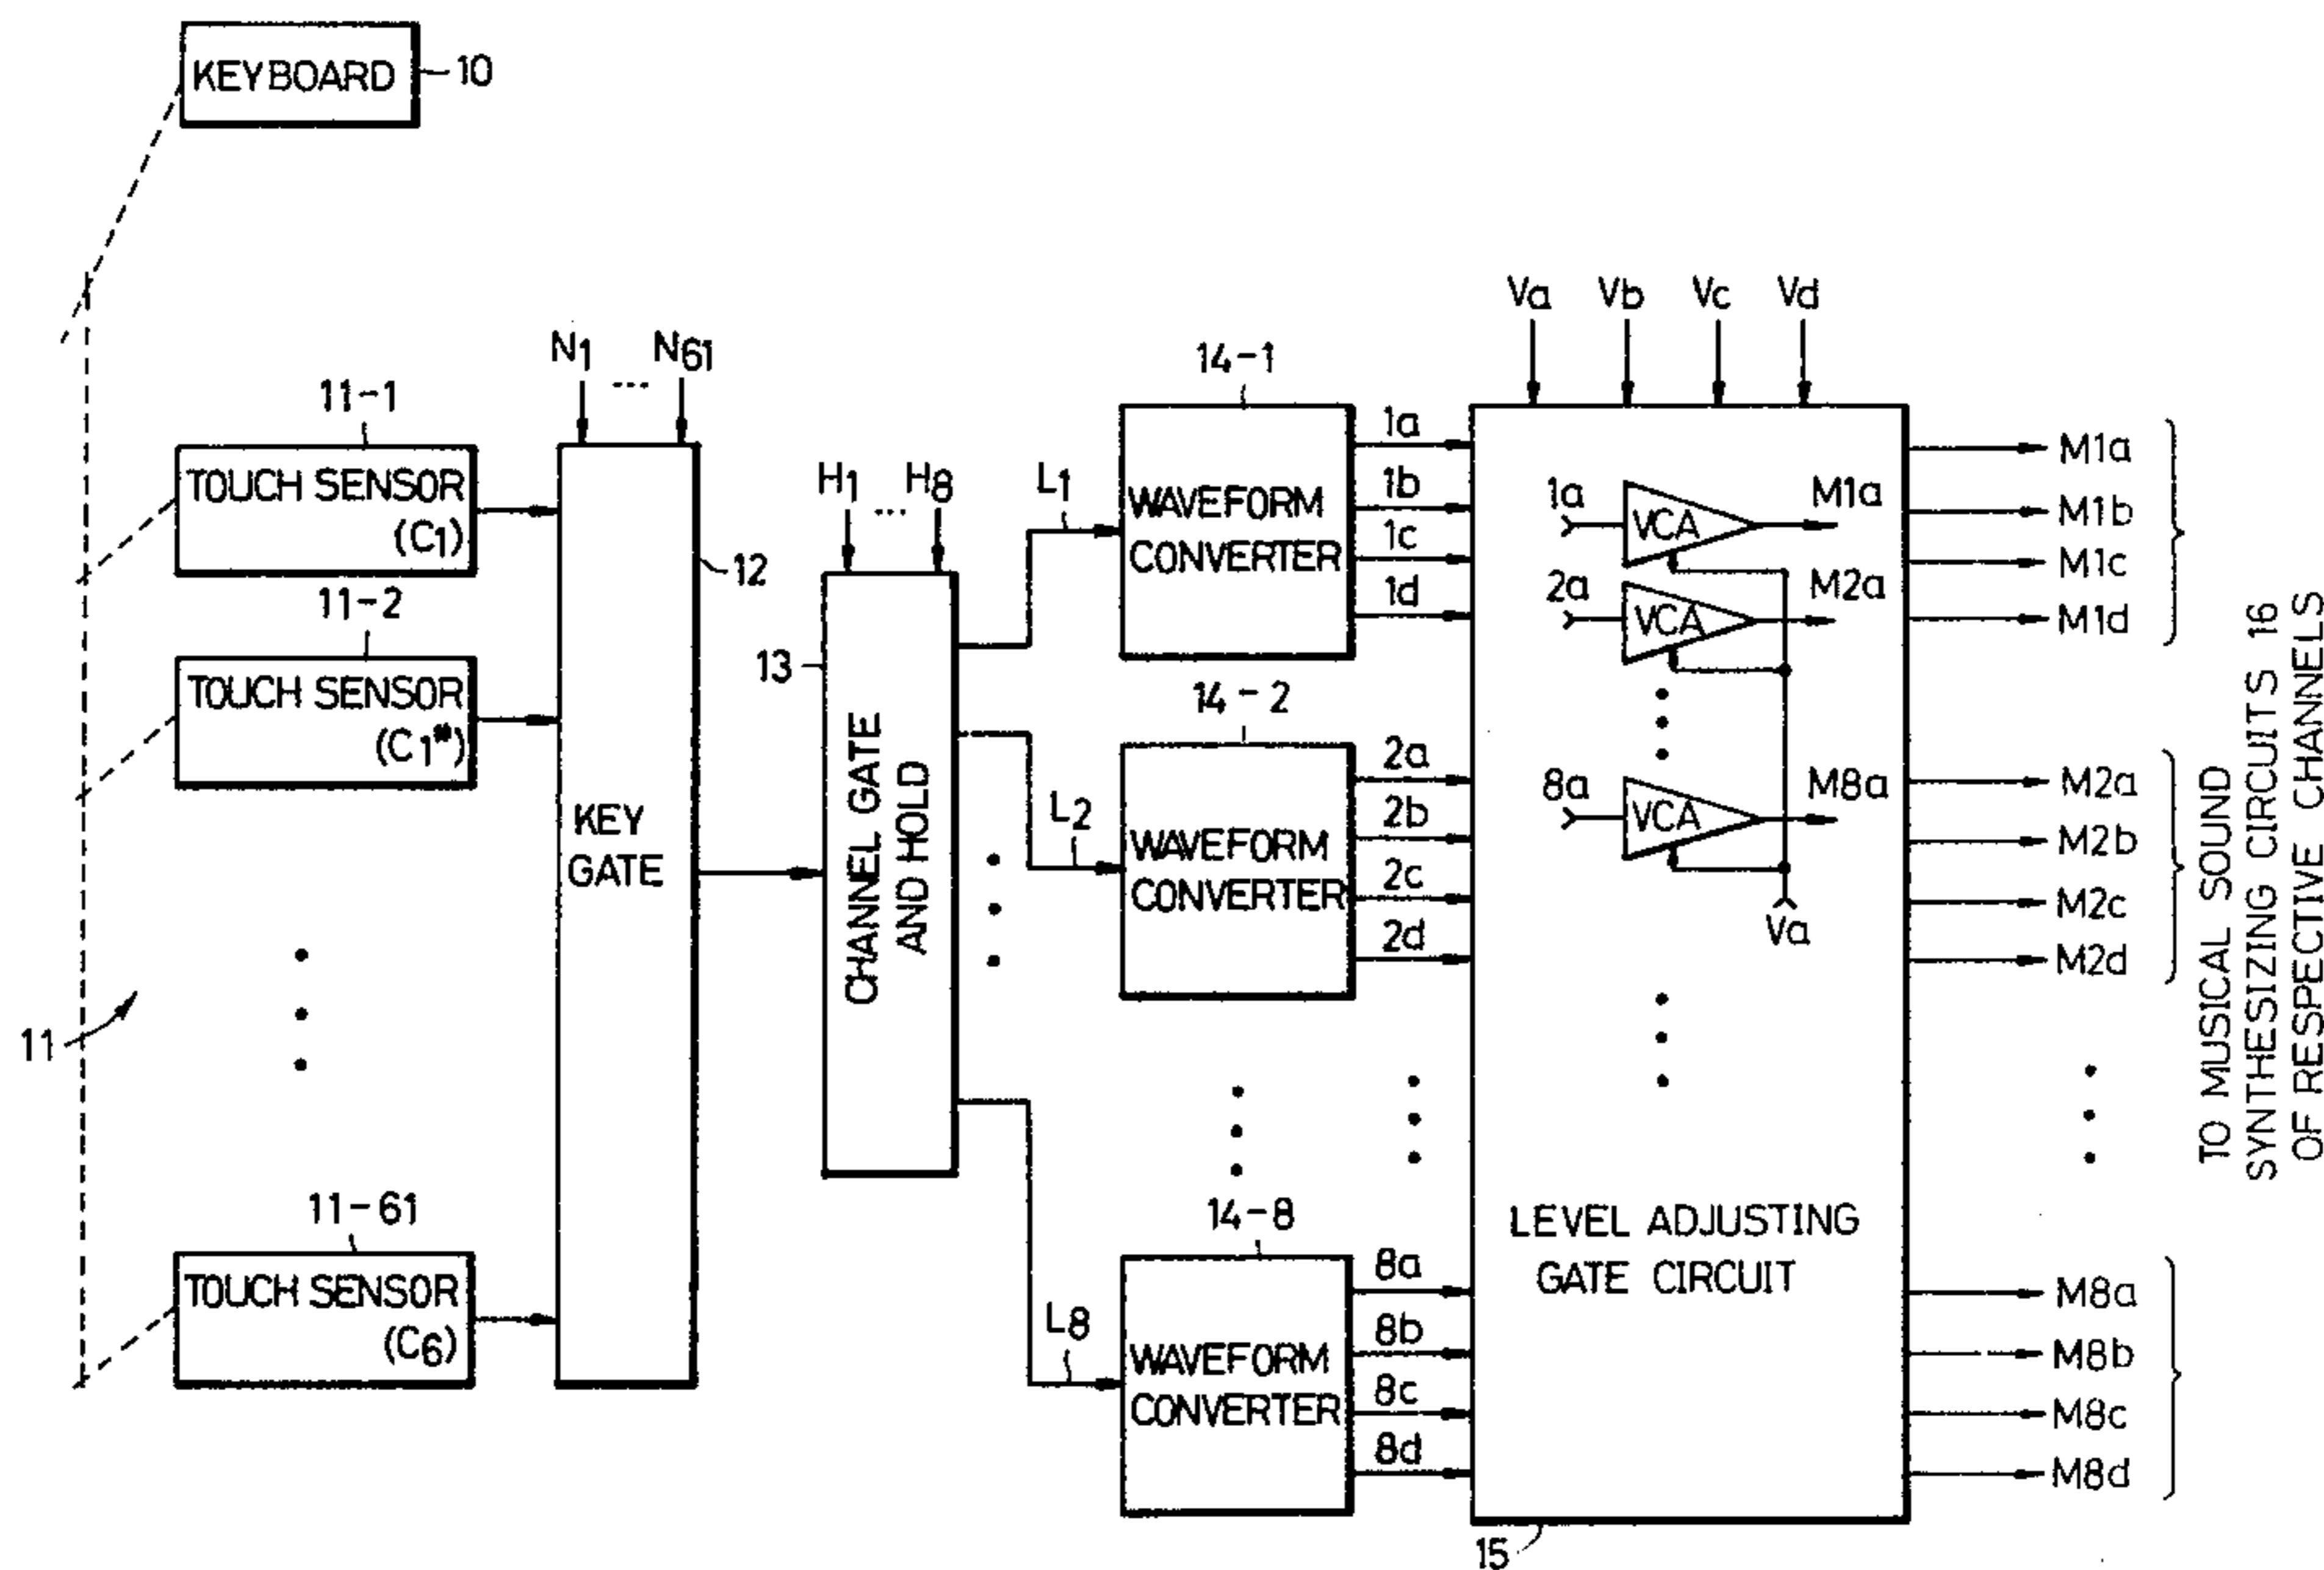 KEYBOARD
10
N1 ... N61
11-1
TOUCH SENSOR
(C1)
11-2
TOUCH SENSOR
(C1#)
11
11-61
TOUCH SENSOR
(C6)
KEY
GATE
12
H1 ... H8
13
CHANNEL GATE
AND HOLD
L1
L2
L8
14-1
WAVEFORM
CONVERTER
1a
1b
1c
1d
14-2
WAVEFORM
CONVERTER
2a
2b
2c
2d
14-8
WAVEFORM
CONVERTER
8a
8b
8c
8d
Va Vb Vc Vd
1a VCA M1a
2a VCA M2a
8a VCA M8a
Va
LEVEL ADJUSTING
GATE CIRCUIT
15
M1a
M1b
M1c
M1d
M2a
M2b
M2c
M2d
M8a
M8b
M8c
M8d
TO MUSICAL SOUND
SYNTHESIZING CIRCUITS 16
OF RESPECTIVE CHANNELS